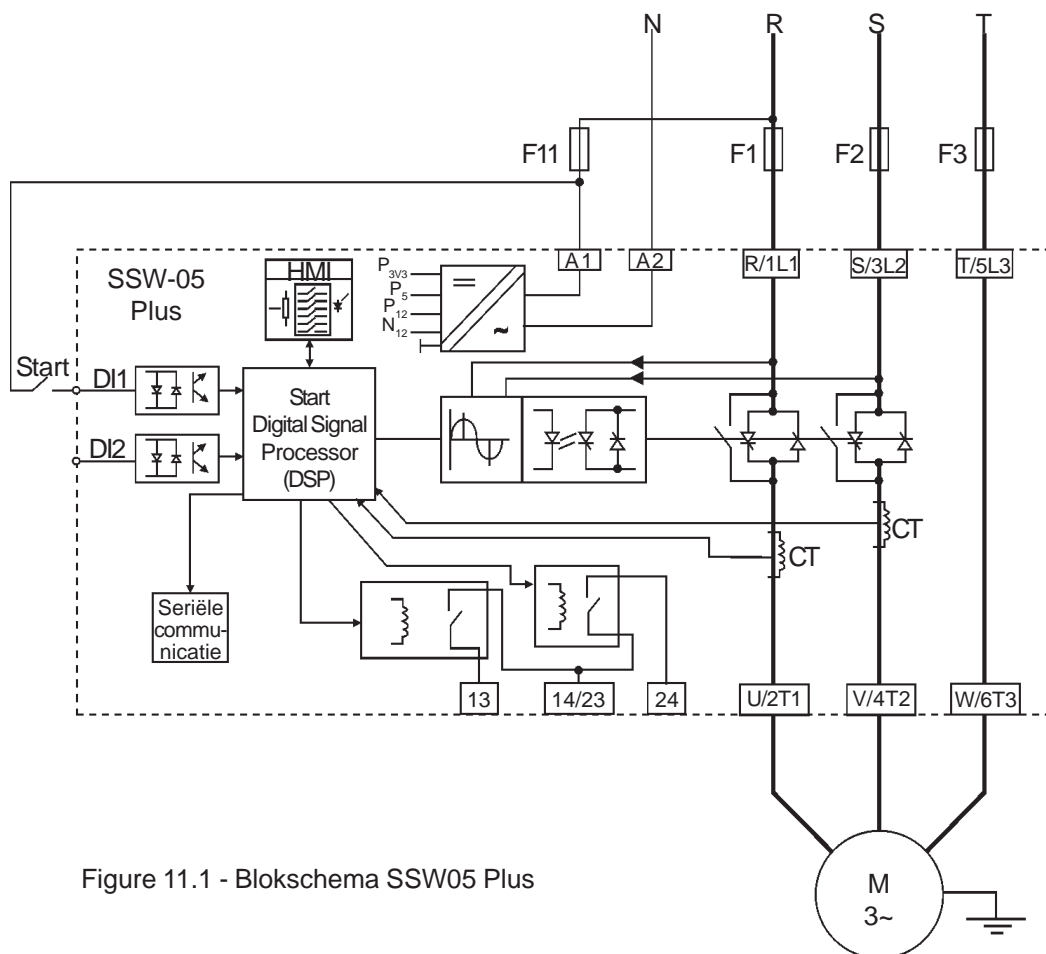 N R S T
F11 F1 F2 F3
A1 A2 R/1L1 S/3L2 T/5L3
SSW-05
Plus
HMI
P3V3
P5
P12
N12
=
~
Start
DI1
DI2
Start
Digital Signal
Processor
(DSP)
CT
CT
Seriële
commu-
nicatie
13 14/23 24 U/2T1 V/4T2 W/6T3
M
3~
Figure 11.1 - Blokschema SSW05 Plus